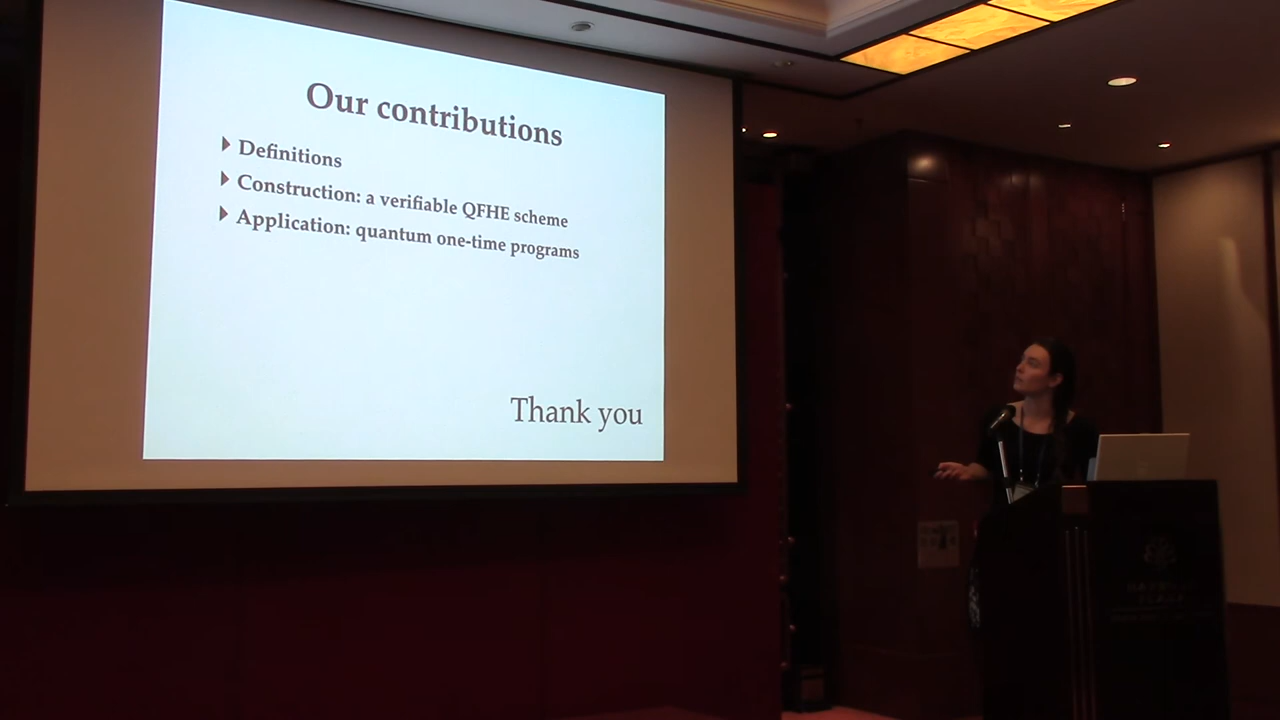 Our contributions
Definitions
Construction: a verifiable QFHE scheme
Application: quantum one-time programs
Thank you